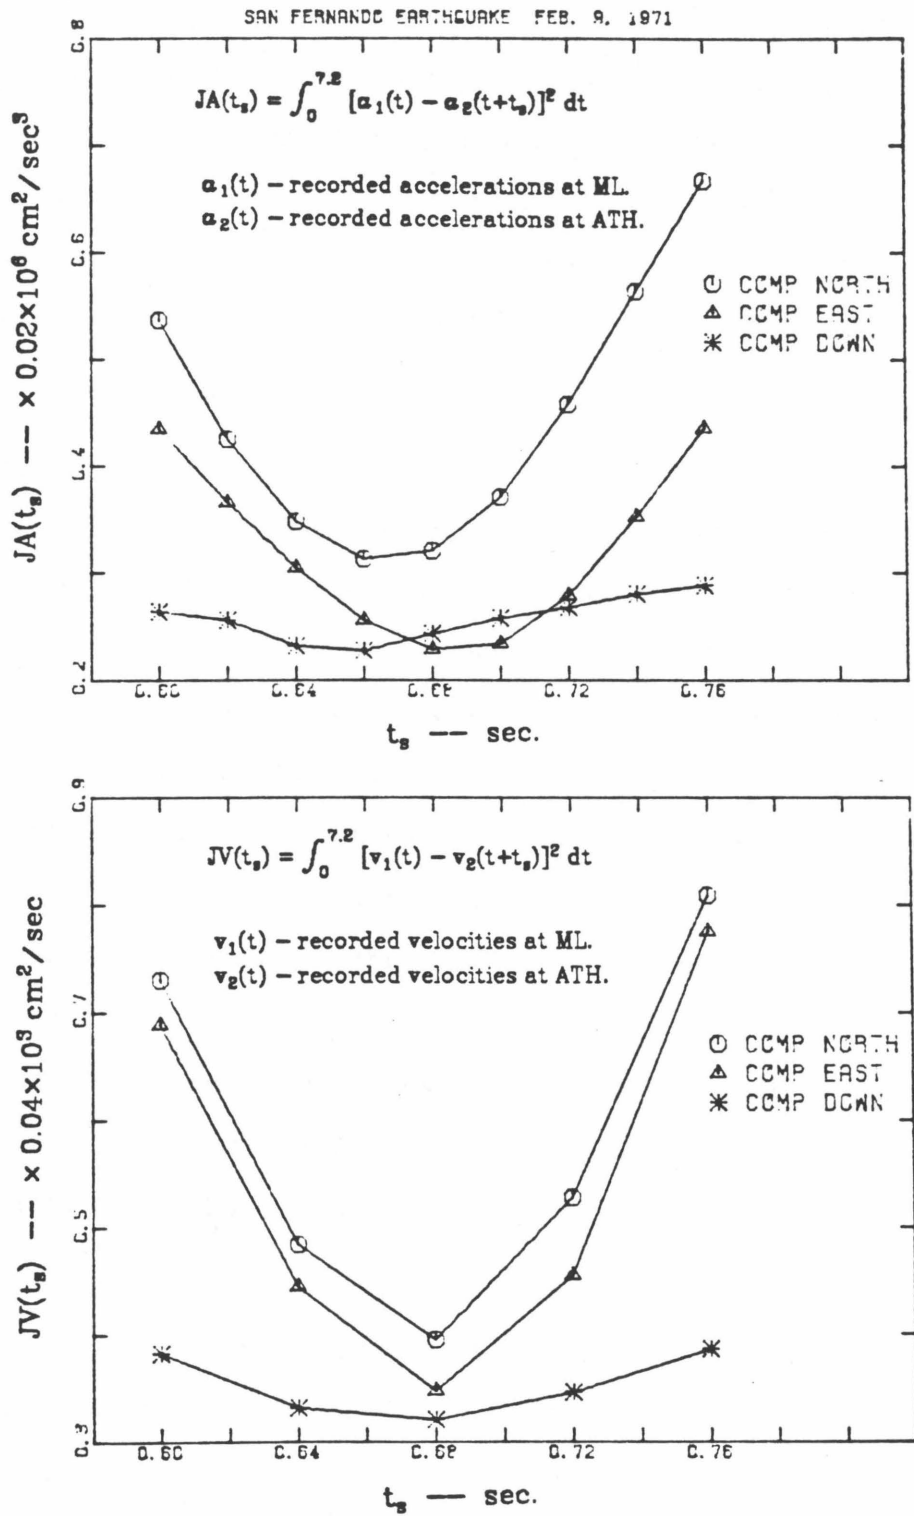 SAN FERNANDO EARTHQUAKE FEB. 9, 1971
JA(tₛ) = ∫₀^7.2 [a₁(t) – a₂(t+tₛ)]² dt
a₁(t) – recorded accelerations at ML.
a₂(t) – recorded accelerations at ATH.
COMP NORTH
COMP EAST
COMP DOWN
JA(tₛ) –– × 0.02×10⁶ cm²/sec³
0.8
0.6
0.4
0.2
0.60 0.64 0.68 0.72 0.76
tₛ –– sec.
JV(tₛ) = ∫₀^7.2 [v₁(t) – v₂(t+tₛ)]² dt
v₁(t) – recorded velocities at ML.
v₂(t) – recorded velocities at ATH.
COMP NORTH
COMP EAST
COMP DOWN
JV(tₛ) –– × 0.04×10³ cm²/sec
0.9
0.7
0.5
0.3
0.60 0.64 0.68 0.72 0.76
tₛ –– sec.